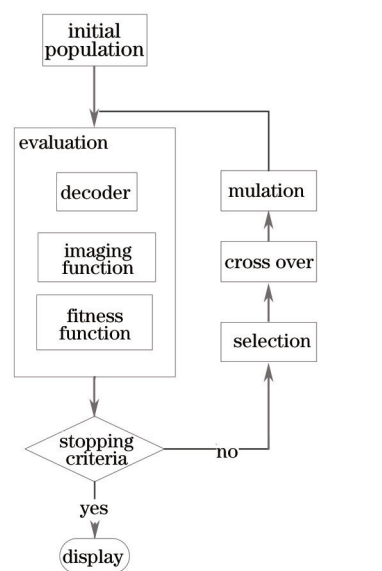 initial
population
evaluation
decoder
imaging
function
fitness
function
stopping
criteria
no
yes
display
selection
cross over
mulation